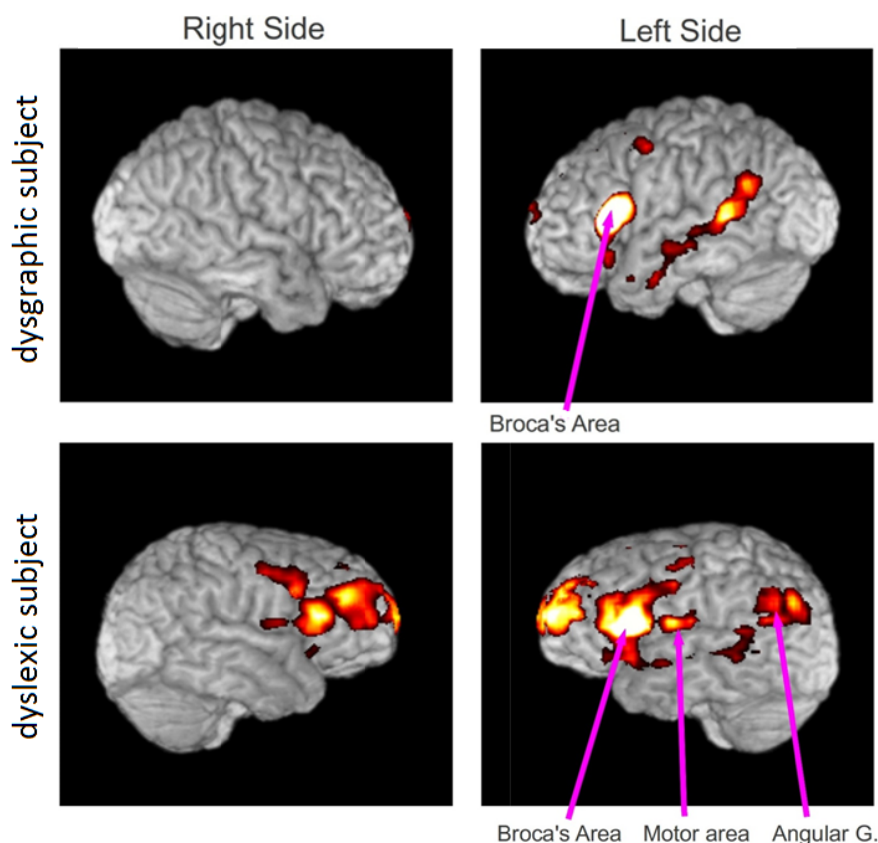 Right Side
Left Side
dysgraphic subject
Broca's Area
dyslexic subject
Broca's Area
Motor area
Angular G.